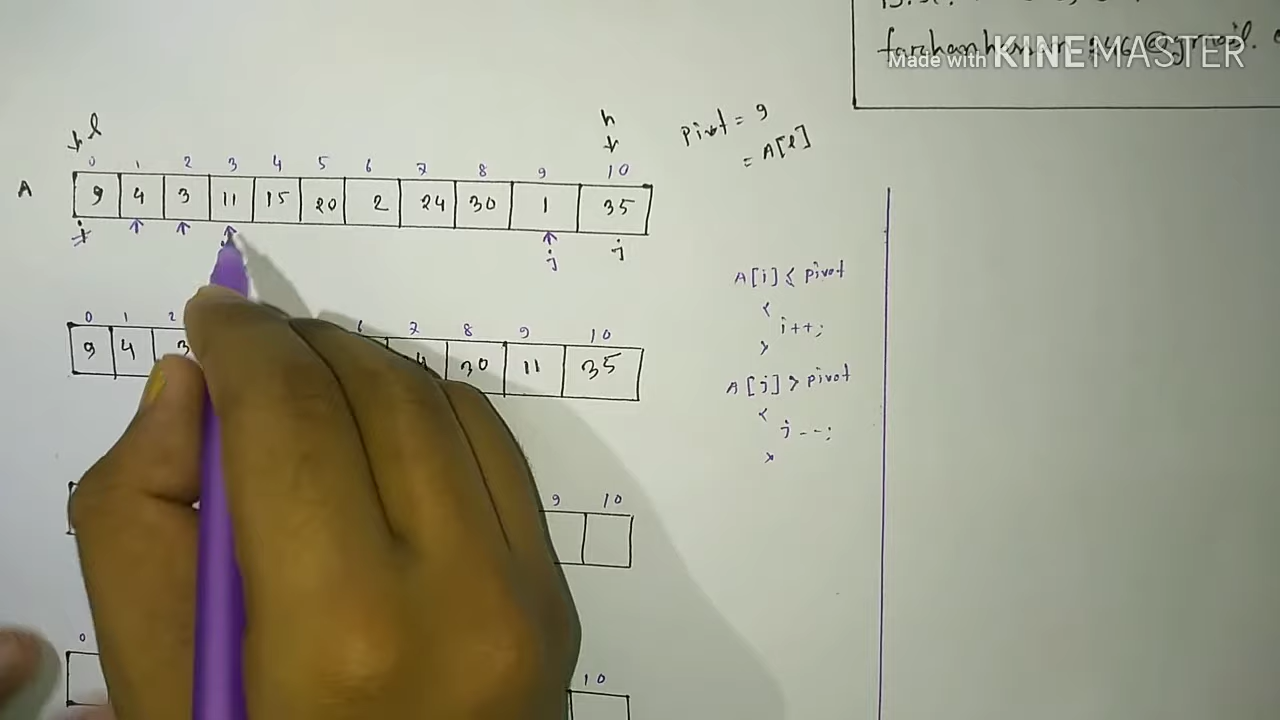 Made with KINEMASTER
l
h
pivot = 9
= A[l]
0 1 2 3 4 5 6 7 8 9 10
A 9 4 3 11 15 20 2 24 30 1 35
i j j
A[i] ≤ pivot
{
i++;
}
A[j] > pivot
{
j--;
}
0 1 2 6 7 8 9 10
9 4 3 30 11 35
9 10
0
10